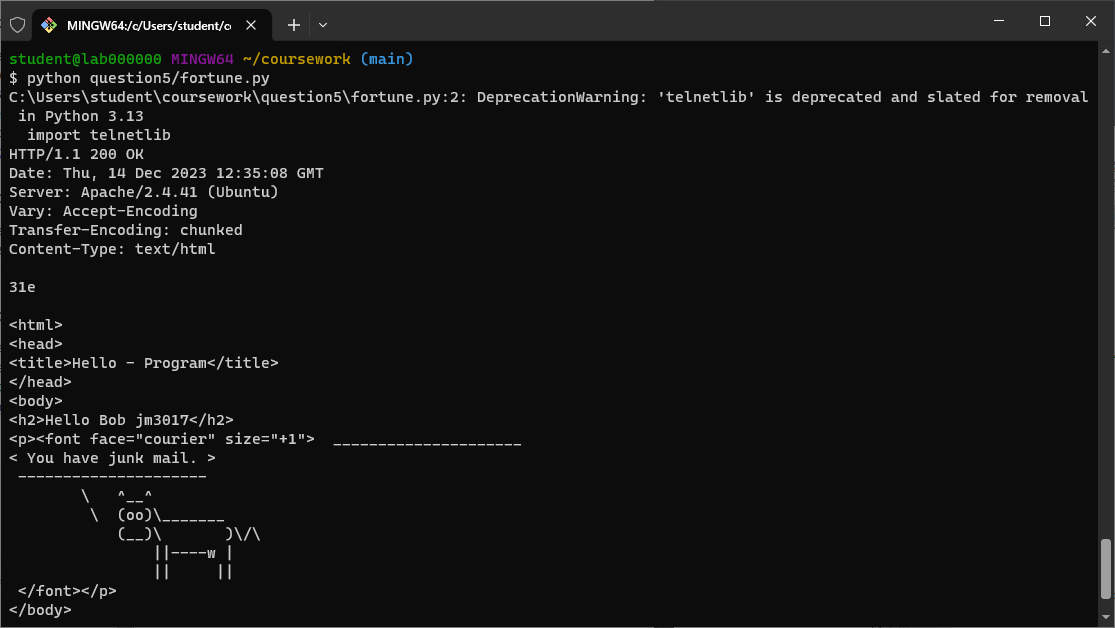 MINGW64:/c/Users/student/co
student@lab000000 MINGW64 ~/coursework (main)
$ python question5/fortune.py
C:\Users\student\coursework\question5\fortune.py:2: DeprecationWarning: 'telnetlib' is deprecated and slated for removal
 in Python 3.13
  import telnetlib
HTTP/1.1 200 OK
Date: Thu, 14 Dec 2023 12:35:08 GMT
Server: Apache/2.4.41 (Ubuntu)
Vary: Accept-Encoding
Transfer-Encoding: chunked
Content-Type: text/html

31e

<html>
<head>
<title>Hello - Program</title>
</head>
<body>
<h2>Hello Bob jm3017</h2>
<p><font face="courier" size="+1">  _____________________
< You have junk mail. >
 ---------------------
        \   ^__^
         \  (oo)\_______
            (__)\       )\/\
                ||----w |
                ||     ||
 </font></p>
</body>